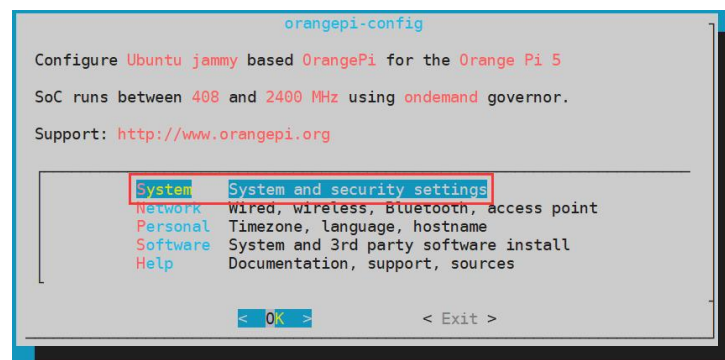 orangepi-config
Configure Ubuntu jammy based OrangePi for the Orange Pi 5
SoC runs between 408 and 2400 MHz using ondemand governor.
Support: http://www.orangepi.org
System System and security settings
Network Wired, wireless, Bluetooth, access point
Personal Timezone, language, hostname
Software System and 3rd party software install
Help Documentation, support, sources
< OK > < Exit >